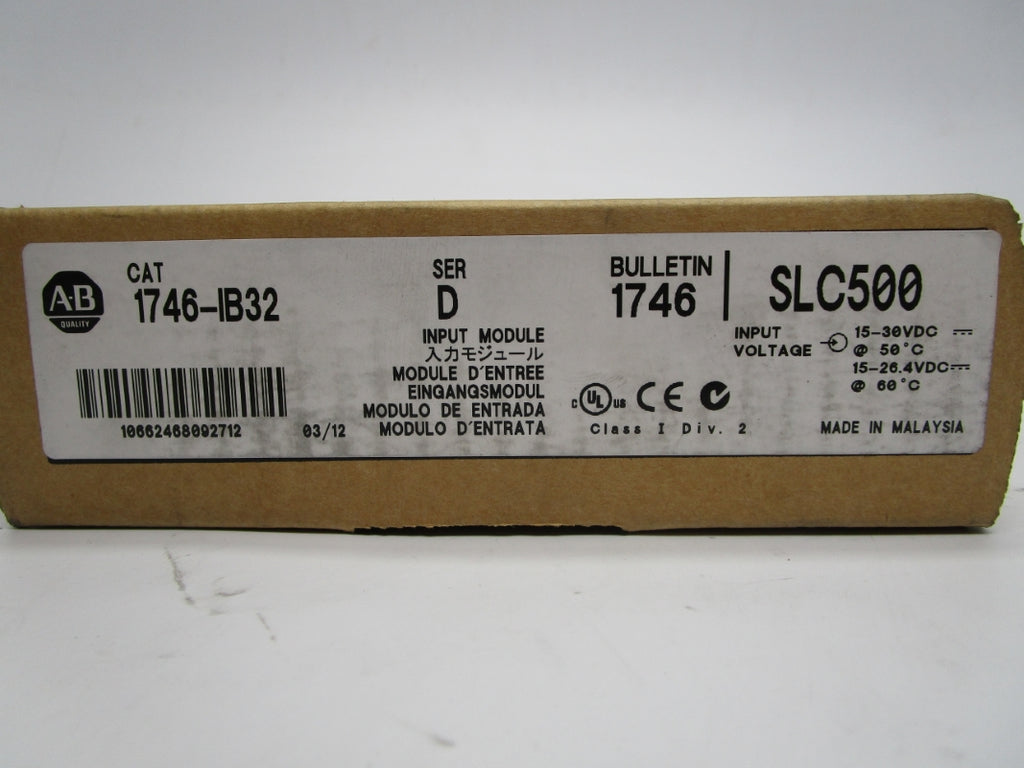 A·B
QUALITY
CAT
1746-IB32
SER
D
BULLETIN
1746
SLC500
INPUT MODULE
入力モジュール
MODULE D'ENTREE
EINGANGSMODUL
MODULO DE ENTRADA
MODULO D'ENTRATA
INPUT
VOLTAGE
15-30VDC
@ 50°C
15-26.4VDC
@ 60°C
10662468092712
03/12
c UL us CE
Class I Div. 2
MADE IN MALAYSIA